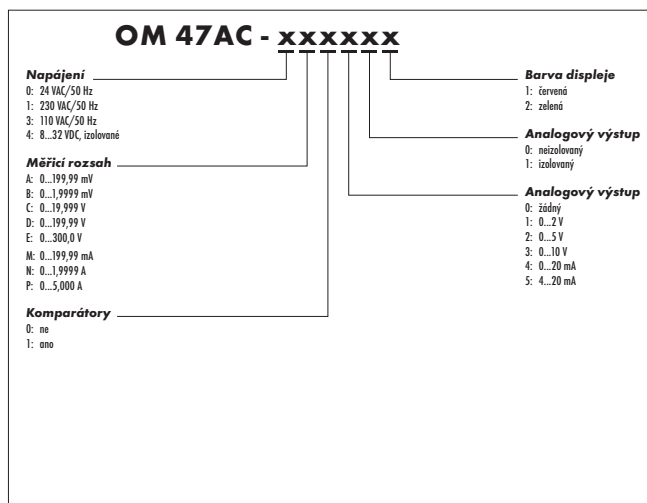 OM 47AC - xxxxxx
Napájení
0: 24 VAC/50 Hz
1: 230 VAC/50 Hz
3: 110 VAC/50 Hz
4: 8...32 VDC, izolované
Měřicí rozsah
A: 0...199,99 mV
B: 0...1,9999 mV
C: 0...19,999 V
D: 0...199,99 V
E: 0...300,0 V
M: 0...199,99 mA
N: 0...1,9999 A
P: 0...5,000 A
Komparátory
0: ne
1: ano
Barva displeje
1: červená
2: zelená
Analogový výstup
0: neizolovaný
1: izolovaný
Analogový výstup
0: žádný
1: 0...2 V
2: 0...5 V
3: 0...10 V
4: 0...20 mA
5: 4...20 mA